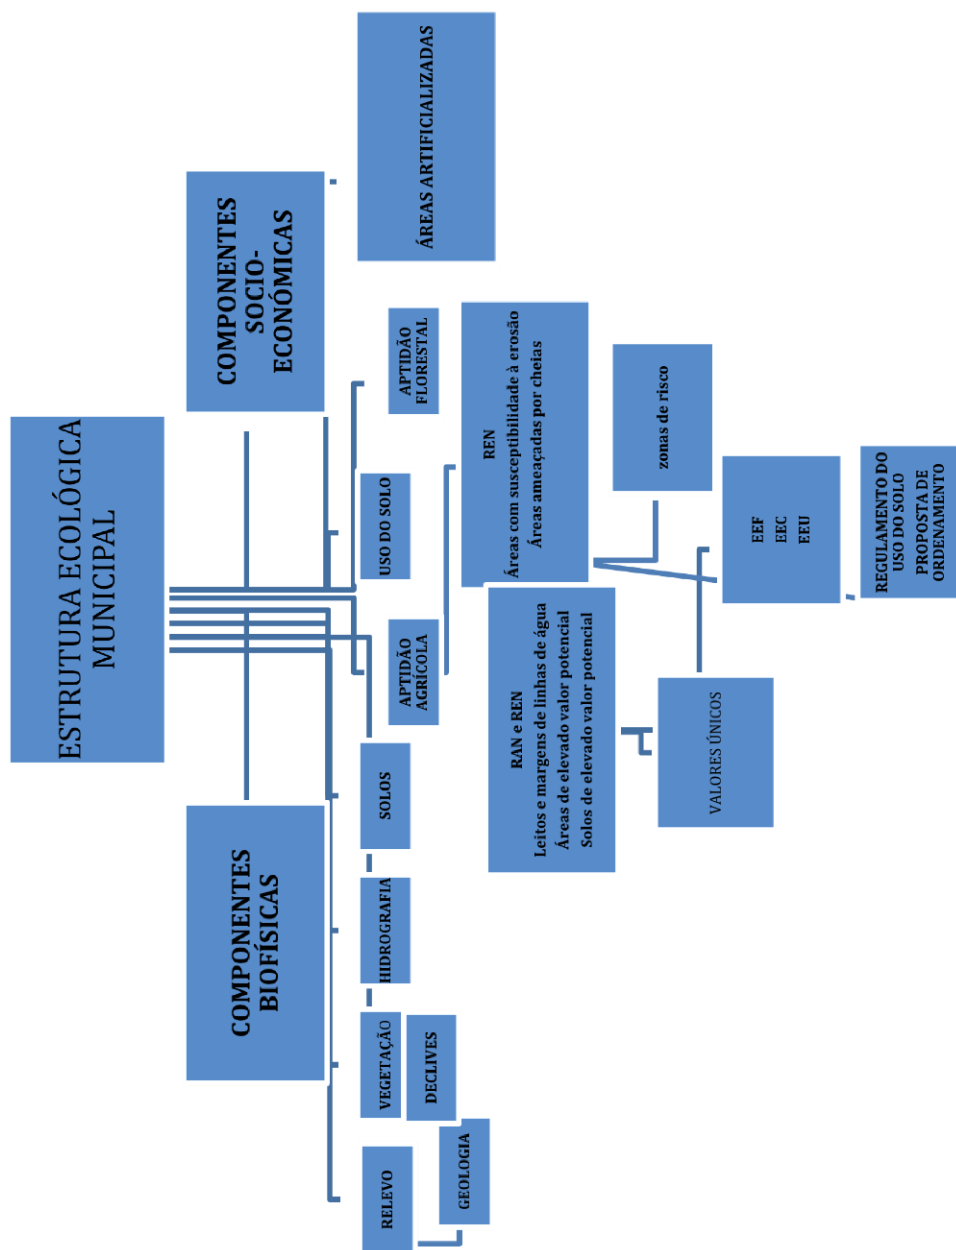 ESTRUTURA ECOLÓGICA
MUNICIPAL
COMPONENTES
BIOFÍSICAS
COMPONENTES
SOCIO-
ECONÓMICAS
RELEVO
GEOLOGIA
VEGETAÇÃO
DECLIVES
HIDROGRAFIA
SOLOS
APTIDÃO
AGRÍCOLA
USO DO SOLO
APTIDÃO
FLORESTAL
ÁREAS ARTIFICIALIZADAS
RAN e REN
Leitos e margens de linhas de água
Áreas de elevado valor potencial
Solos de elevado valor potencial
REN
Áreas com susceptibilidade à erosão
Áreas ameaçadas por cheias
VALORES ÚNICOS
zonas de risco
EEF
EEC
EEU
REGULAMENTO DO
USO DO SOLO
PROPOSTA DE
ORDENAMENTO